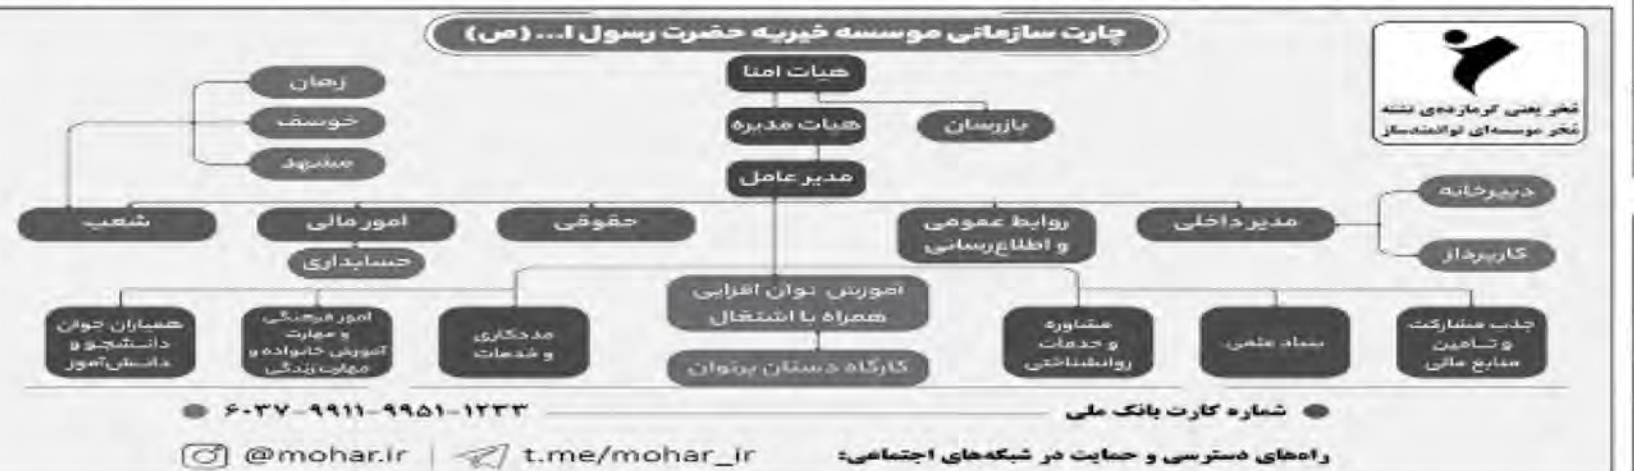 چارت سازمانی موسسه خیریه حضرت رسول ا... (ص)
مُحَر یعنی گرمازده‌ی تشنه
مُحَر موسسه‌ای توانمندساز
هیات امنا
بازرسان
هیات مدیره
مدیر عامل
زهان
خوسف
مشهد
دبیرخانه
کارپرداز
مدیر داخلی
روابط عمومی
و اطلاع‌رسانی
حقوقی
امور مالی
شعب
حسابداری
جذب مشارکت
و تامین
منابع مالی
ستاد علمی
مشاوره
و خدمات
روانشناختی
آموزش توان افزایی
همراه با اشتغال
کارگاه دستان پرتوان
مددکاری
و خدمات
امور فرهنگی
و مهارت
آموزش خانواده و
مهارت زندگی
همیاران جوان
دانشجو و
دانش‌آموز
شماره کارت بانک ملی
۶۰۳۷-۹۹۱۱-۹۹۵۱-۱۲۳۳
راه‌های دسترسی و حمایت در شبکه‌های اجتماعی:
t.me/mohar_ir
@mohar.ir